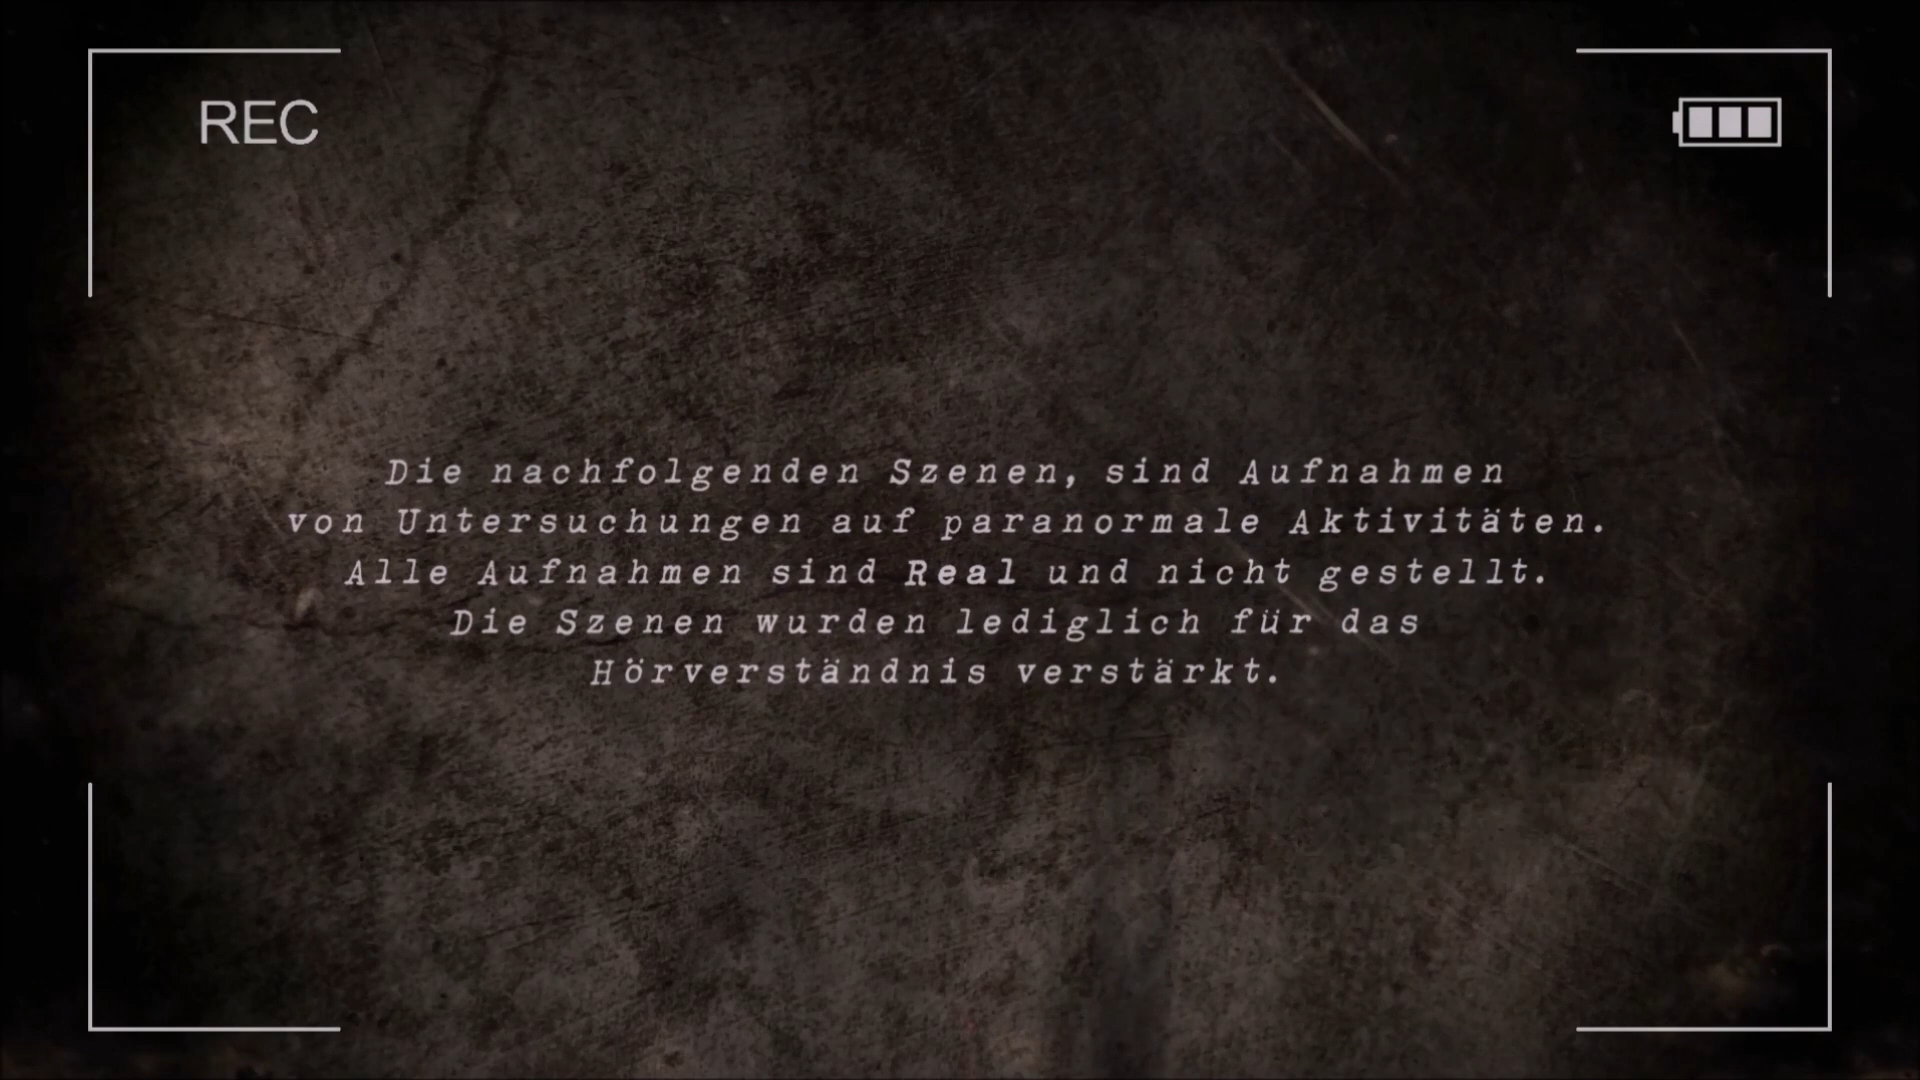 REC
Die nachfolgenden Szenen, sind Aufnahmen
von Untersuchungen auf paranormale Aktivitäten.
Alle Aufnahmen sind Real und nicht gestellt.
Die Szenen wurden lediglich für das
Hörverständnis verstärkt.